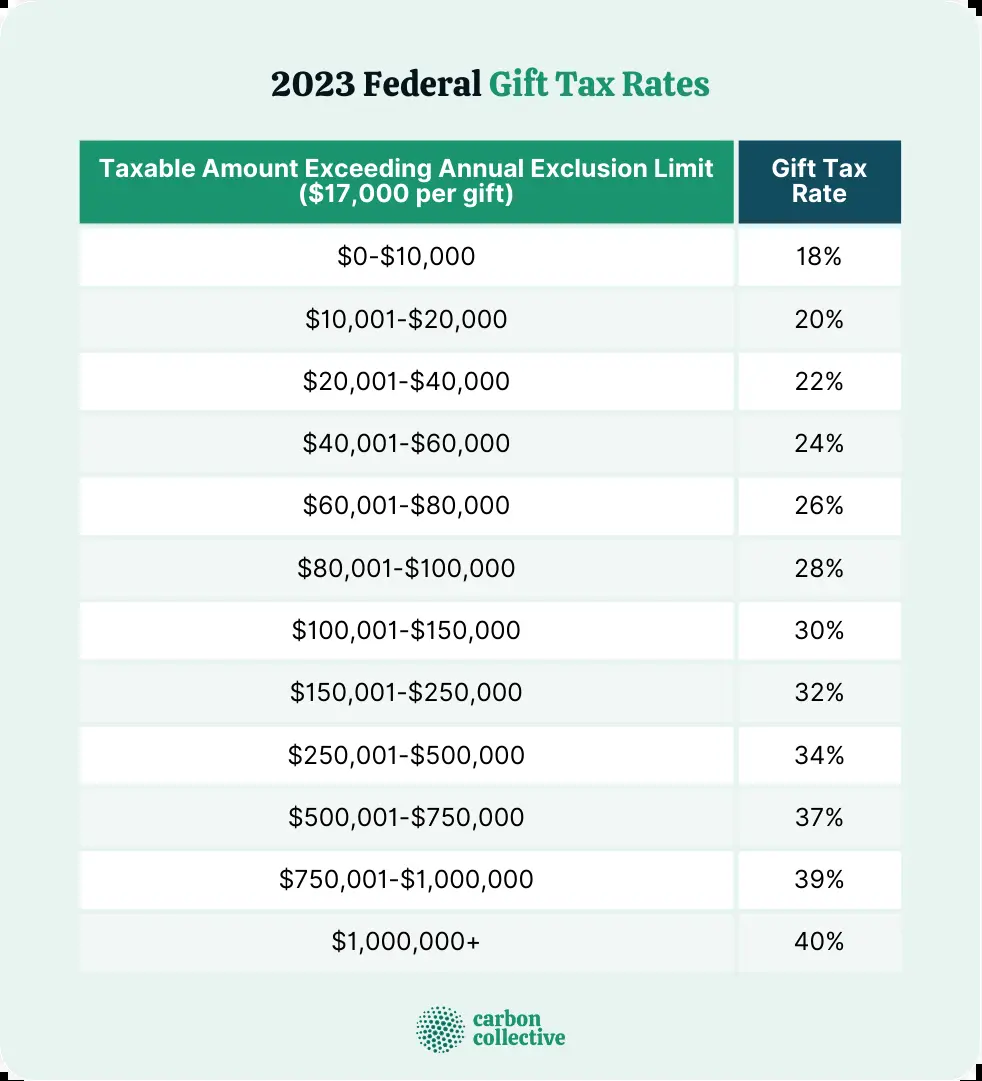 2023 Federal Gift Tax Rates
Taxable Amount Exceeding Annual Exclusion Limit
($17,000 per gift)
Gift Tax
Rate
$0-$10,000 18%
$10,001-$20,000 20%
$20,001-$40,000 22%
$40,001-$60,000 24%
$60,001-$80,000 26%
$80,001-$100,000 28%
$100,001-$150,000 30%
$150,001-$250,000 32%
$250,001-$500,000 34%
$500,001-$750,000 37%
$750,001-$1,000,000 39%
$1,000,000+ 40%
carbon
collective